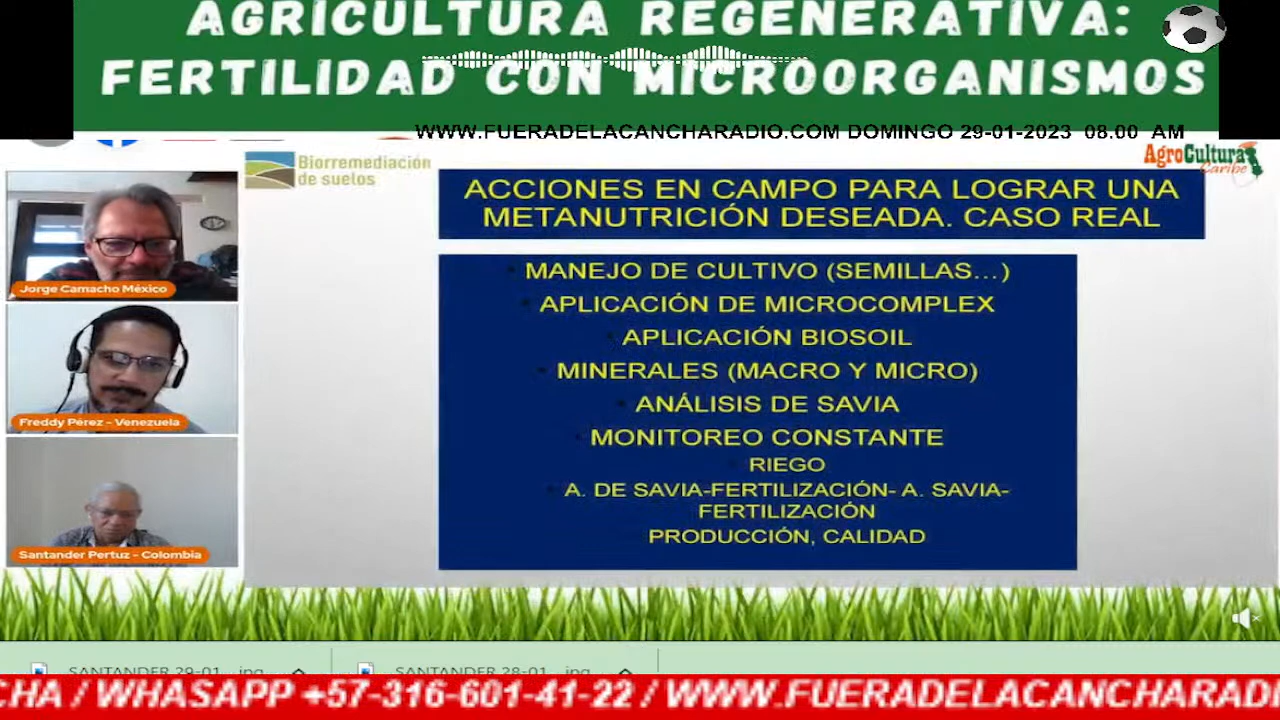 AGRICULTURA REGENERATIVA:
FERTILIDAD CON MICROORGANISMOS
WWW.FUERADELACANCHARADIO.COM DOMINGO 29-01-2023 08.00 AM
Biorremediación
de suelos
AgroCultura
Caribe
ACCIONES EN CAMPO PARA LOGRAR UNA
METANUTRICIÓN DESEADA. CASO REAL
MANEJO DE CULTIVO (SEMILLAS...)
APLICACIÓN DE MICROCOMPLEX
APLICACIÓN BIOSOIL
MINERALES (MACRO Y MICRO)
ANÁLISIS DE SAVIA
MONITOREO CONSTANTE
RIEGO
A. DE SAVIA-FERTILIZACIÓN- A. SAVIA-
FERTILIZACIÓN
PRODUCCIÓN, CALIDAD
Jorge Camacho México
Freddy Pérez - Venezuela
Santander Pertuz - Colombia
SANTANDER 29-01....jpg
SANTANDER 28-01....jpg
CHA / WHASAPP +57-316-601-41-22 / WWW.FUERADELACANCHARADI